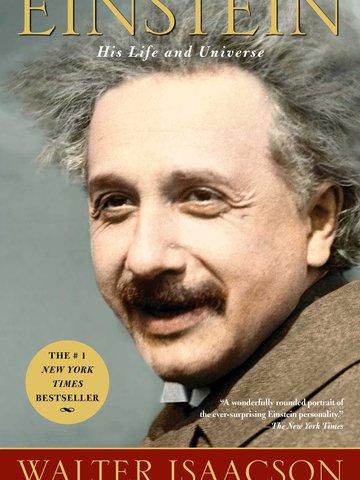 EINSTEIN
His Life and Universe
THE # 1
NEW YORK
TIMES
BESTSELLER
“A wonderfully rounded portrait of
the ever-surprising Einstein personality.”
—The New York Times
WALTER ISAACSON